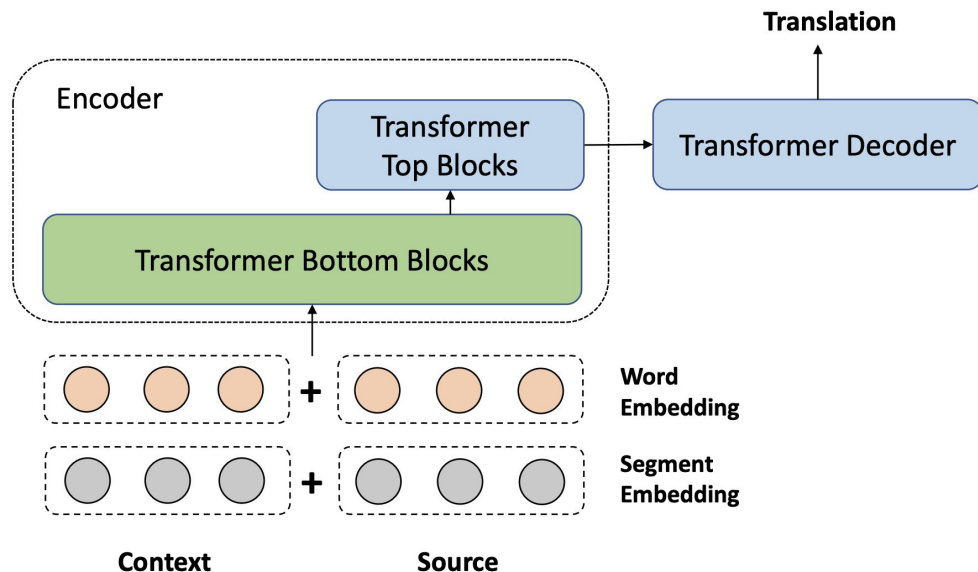 Translation
Encoder
Transformer
Top Blocks
Transformer Decoder
Transformer Bottom Blocks
+
Word
Embedding
+
Segment
Embedding
Context
Source